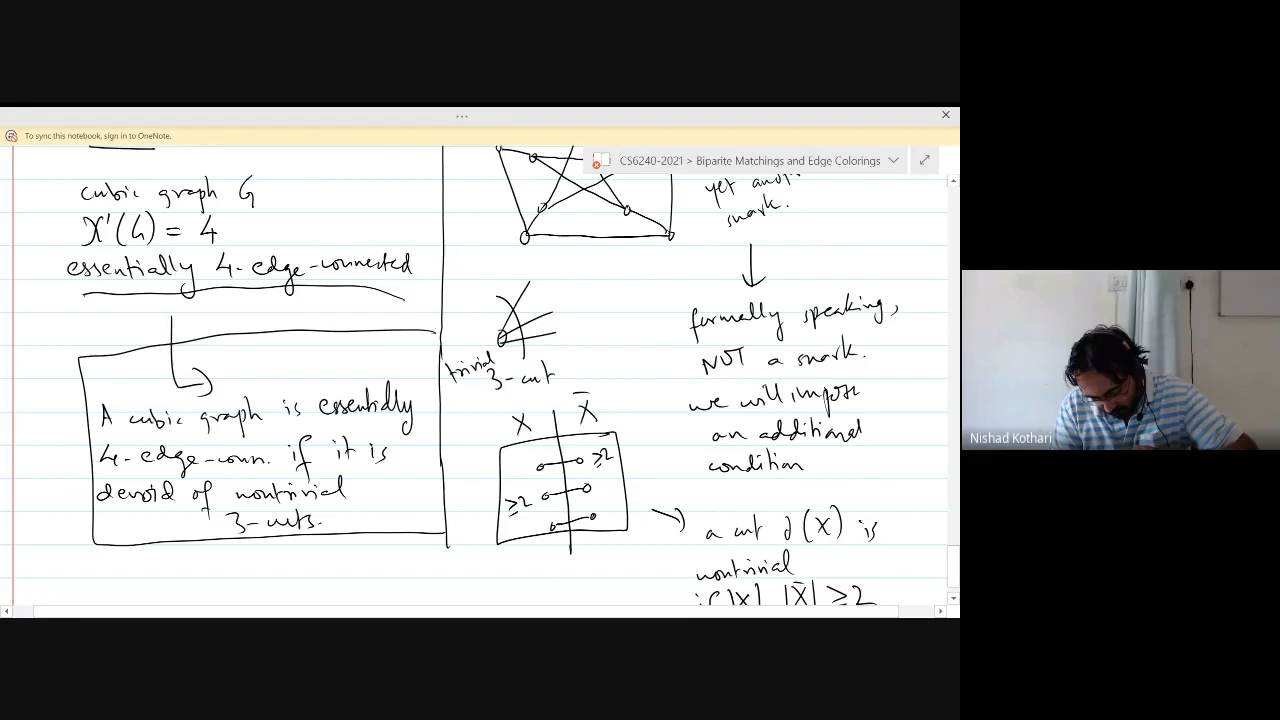 To sync this notebook, sign in to OneNote.
CS6240-2021 > Biparite Matchings and Edge Colorings
cubic graph G
χ'(G) = 4
essentially 4-edge-connected
A cubic graph is essentially
4-edge-conn. if it is
devoid of nontrivial
3-cuts.
trivial
3-cut
X X̄
≥2
≥2
yet
snark.
formally speaking,
NOT a snark.
we will impose
an additional
condition
a cut ∂(X) is
nontrivial
if |X|, |X̄| ≥2
Nishad Kothari